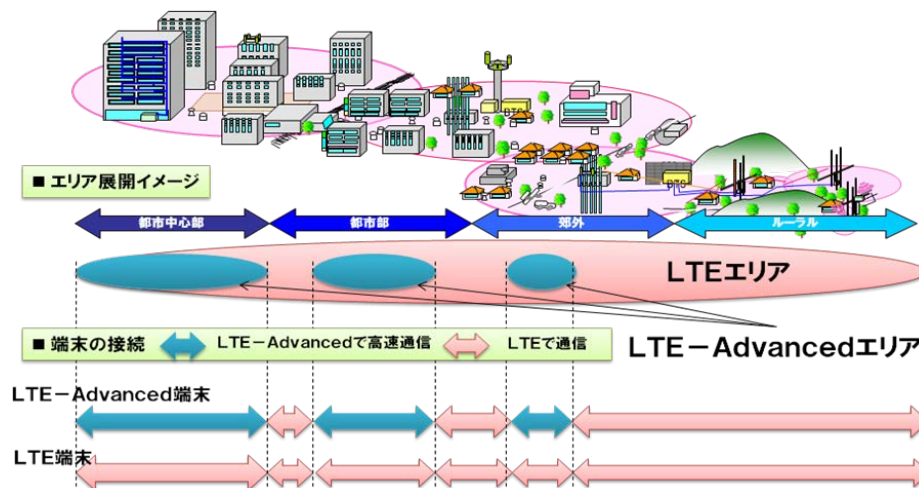 ■ エリア展開イメージ
都市中心部
都市部
郊外
ルーラル
LTEエリア
■ 端末の接続
LTE－Advancedで高速通信
LTEで通信
LTE－Advancedエリア
LTE－Advanced端末
LTE端末